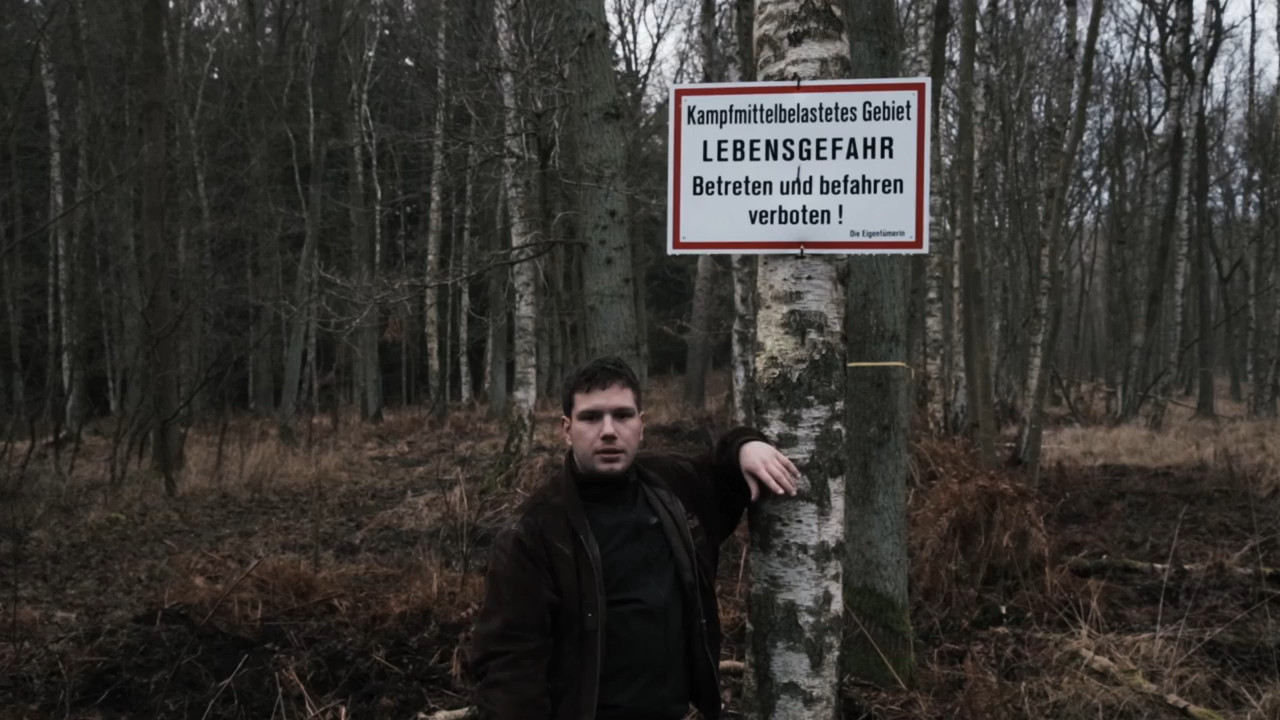 Kampfmittelbelastetes Gebiet
LEBENSGEFAHR
Betreten und befahren
verboten !
Die Eigentümerin